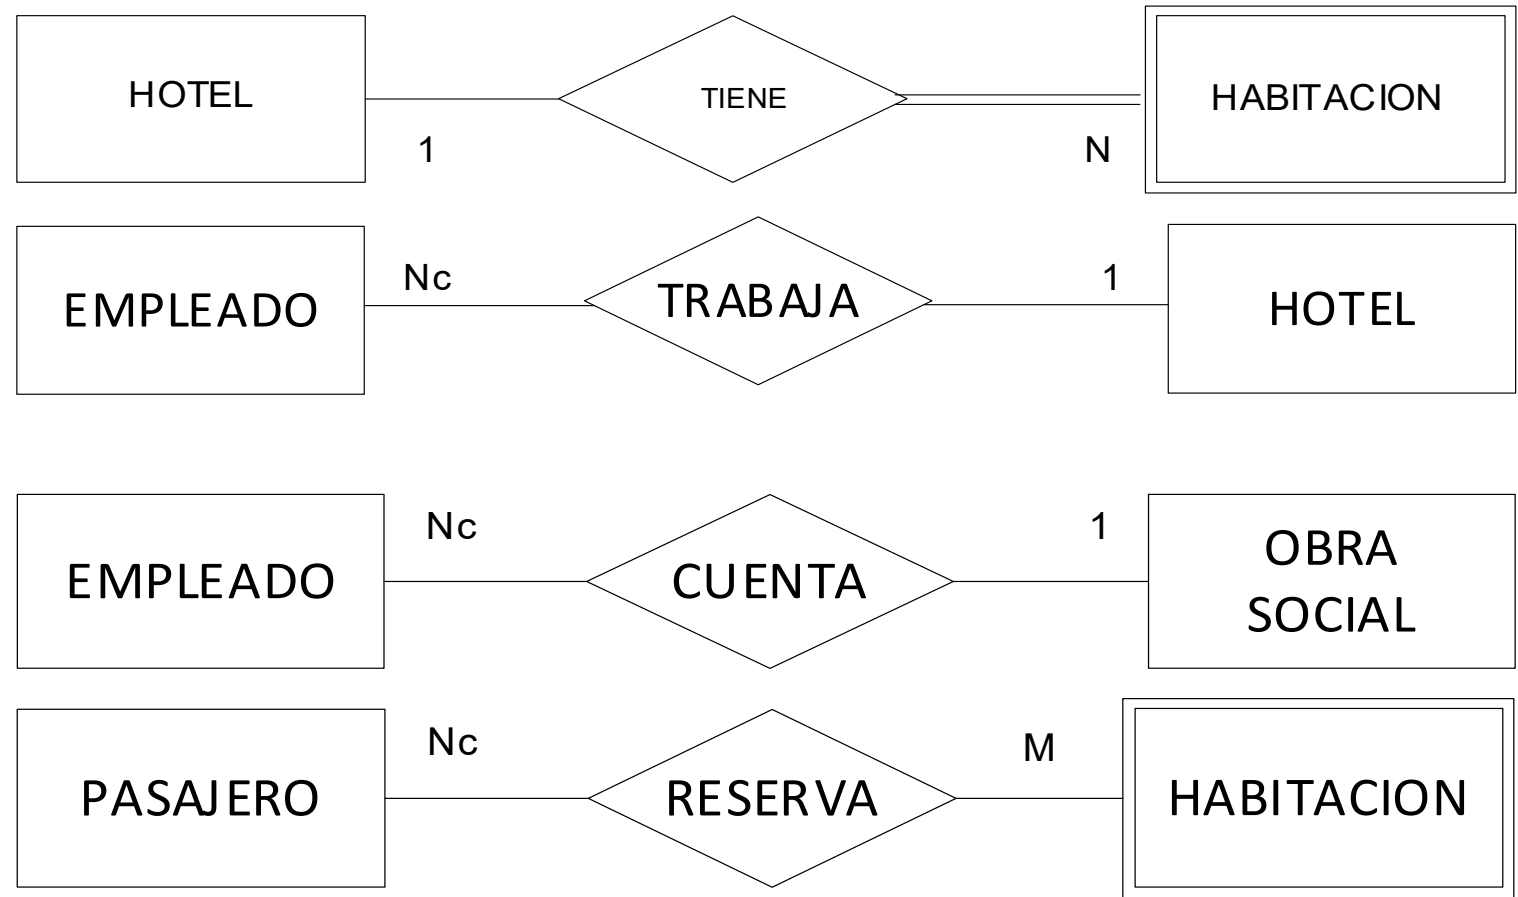 HOTEL
TIENE
HABITACION
1
N
EMPLEADO
Nc
TRABAJA
1
HOTEL
EMPLEADO
Nc
CUENTA
1
OBRA
SOCIAL
PASAJERO
Nc
RESERVA
M
HABITACION